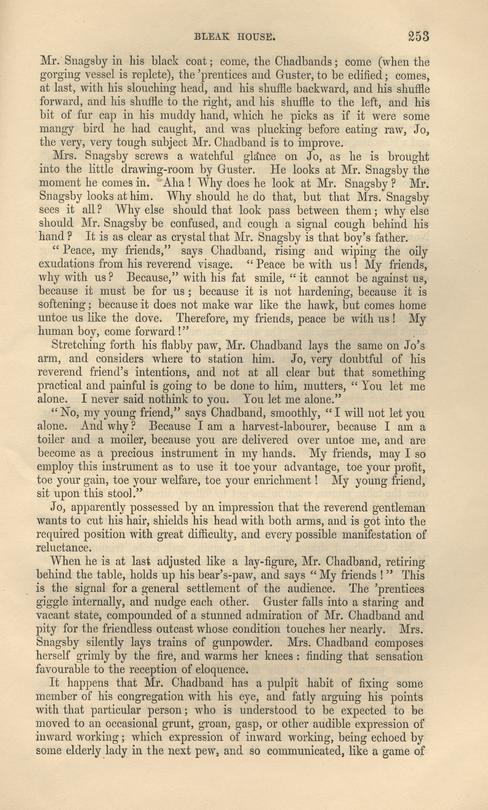 BLEAK HOUSE. 253
Mr. Snagsby in his black coat; come, the Chadbands; come (when the
gorging vessel is replete), the 'prentices and Guster, to be edified; comes,
at last, with his slouching head, and his shuffle backward, and his shuffle
forward, and his shuffle to the right, and his shuffle to the left, and his
bit of fur cap in his muddy hand, which he picks as if it were some
mangy bird he had caught, and was plucking before eating raw, Jo,
the very, very tough subject Mr. Chadband is to improve.
Mrs. Snagsby screws a watchful glance on Jo, as he is brought
into the little drawing-room by Guster. He looks at Mr. Snagsby the
moment he comes in. Aha! Why does he look at Mr. Snagsby? Mr.
Snagsby looks at him. Why should he do that, but that Mrs. Snagsby
sees it all? Why else should that look pass between them; why else
should Mr. Snagsby be confused, and cough a signal cough behind his
hand? It is as clear as crystal that Mr. Snagsby is that boy's father.
"Peace, my friends," says Chadband, rising and wiping the oily
exudations from his reverend visage. "Peace be with us! My friends,
why with us? Because," with his fat smile, "it cannot be against us,
because it must be for us; because it is not hardening, because it is
softening; because it does not make war like the hawk, but comes home
untoe us like the dove. Therefore, my friends, peace be with us! My
human boy, come forward!"
Stretching forth his flabby paw, Mr. Chadband lays the same on Jo's
arm, and considers where to station him. Jo, very doubtful of his
reverend friend's intentions, and not at all clear but that something
practical and painful is going to be done to him, mutters, "You let me
alone. I never said nothink to you. You let me alone."
"No, my young friend," says Chadband, smoothly, "I will not let you
alone. And why? Because I am a harvest-labourer, because I am a
toiler and a moiler, because you are delivered over untoe me, and are
become as a precious instrument in my hands. My friends, may I so
employ this instrument as to use it toe your advantage, toe your profit,
toe your gain, toe your welfare, toe your enrichment! My young friend,
sit upon this stool."
Jo, apparently possessed by an impression that the reverend gentleman
wants to cut his hair, shields his head with both arms, and is got into the
required position with great difficulty, and every possible manifestation of
reluctance.
When he is at last adjusted like a lay-figure, Mr. Chadband, retiring
behind the table, holds up his bear's-paw, and says "My friends!" This
is the signal for a general settlement of the audience. The 'prentices
giggle internally, and nudge each other. Guster falls into a staring and
vacant state, compounded of a stunned admiration of Mr. Chadband and
pity for the friendless outcast whose condition touches her nearly. Mrs.
Snagsby silently lays trains of gunpowder. Mrs. Chadband composes
herself grimly by the fire, and warms her knees: finding that sensation
favourable to the reception of eloquence.
It happens that Mr. Chadband has a pulpit habit of fixing some
member of his congregation with his eye, and fatly arguing his points
with that particular person; who is understood to be expected to be
moved to an occasional grunt, groan, gasp, or other audible expression of
inward working; which expression of inward working, being echoed by
some elderly lady in the next pew, and so communicated, like a game of